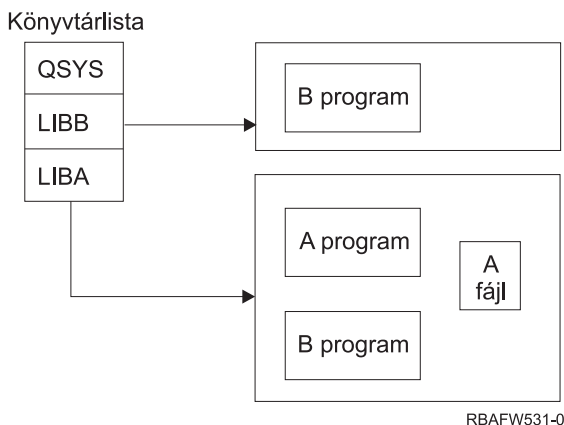 Könyvtárlista
QSYS
LIBB
LIBA
B program
A program
A
fájl
B program
RBAFW531-0